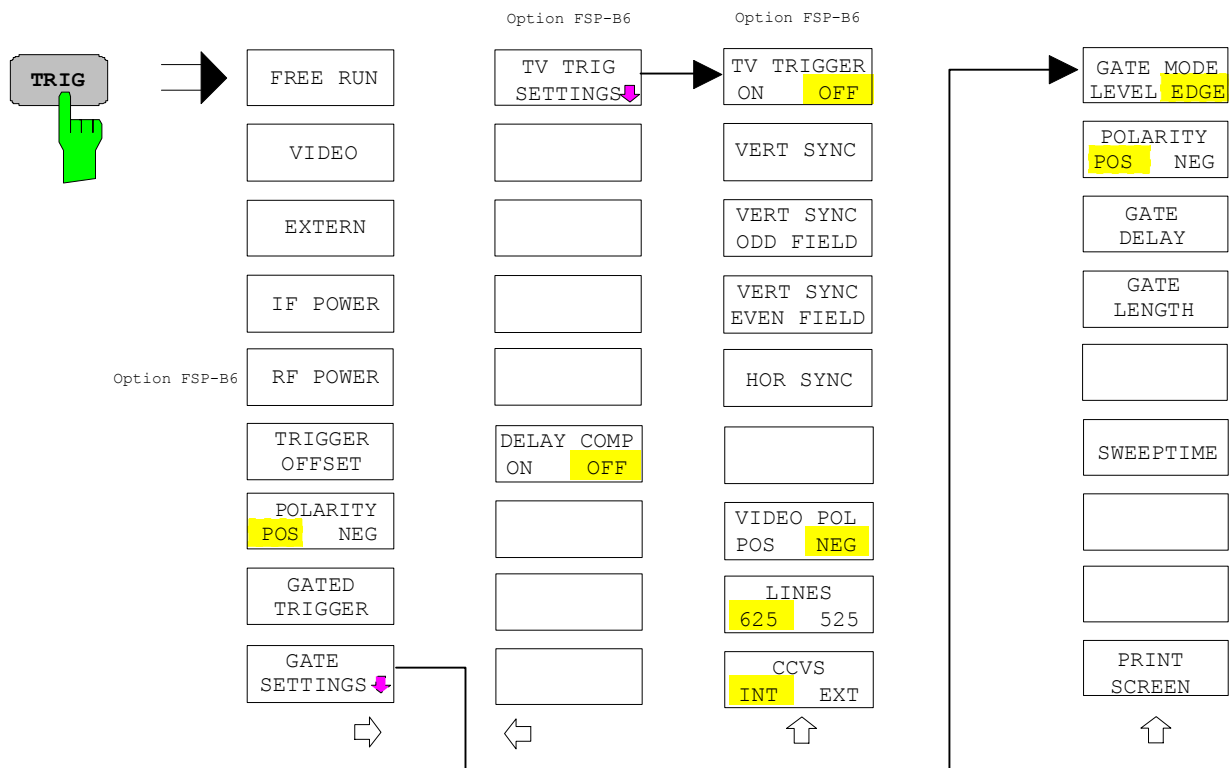 Option FSP-B6
Option FSP-B6
TRIG
FREE RUN
VIDEO
EXTERN
IF POWER
Option FSP-B6
RF POWER
TRIGGER
OFFSET
POLARITY
POS NEG
GATED
TRIGGER
GATE
SETTINGS
TV TRIG
SETTINGS
DELAY COMP
ON OFF
TV TRIGGER
ON OFF
VERT SYNC
VERT SYNC
ODD FIELD
VERT SYNC
EVEN FIELD
HOR SYNC
VIDEO POL
POS NEG
LINES
625 525
CCVS
INT EXT
GATE MODE
LEVEL EDGE
POLARITY
POS NEG
GATE
DELAY
GATE
LENGTH
SWEEPTIME
PRINT
SCREEN